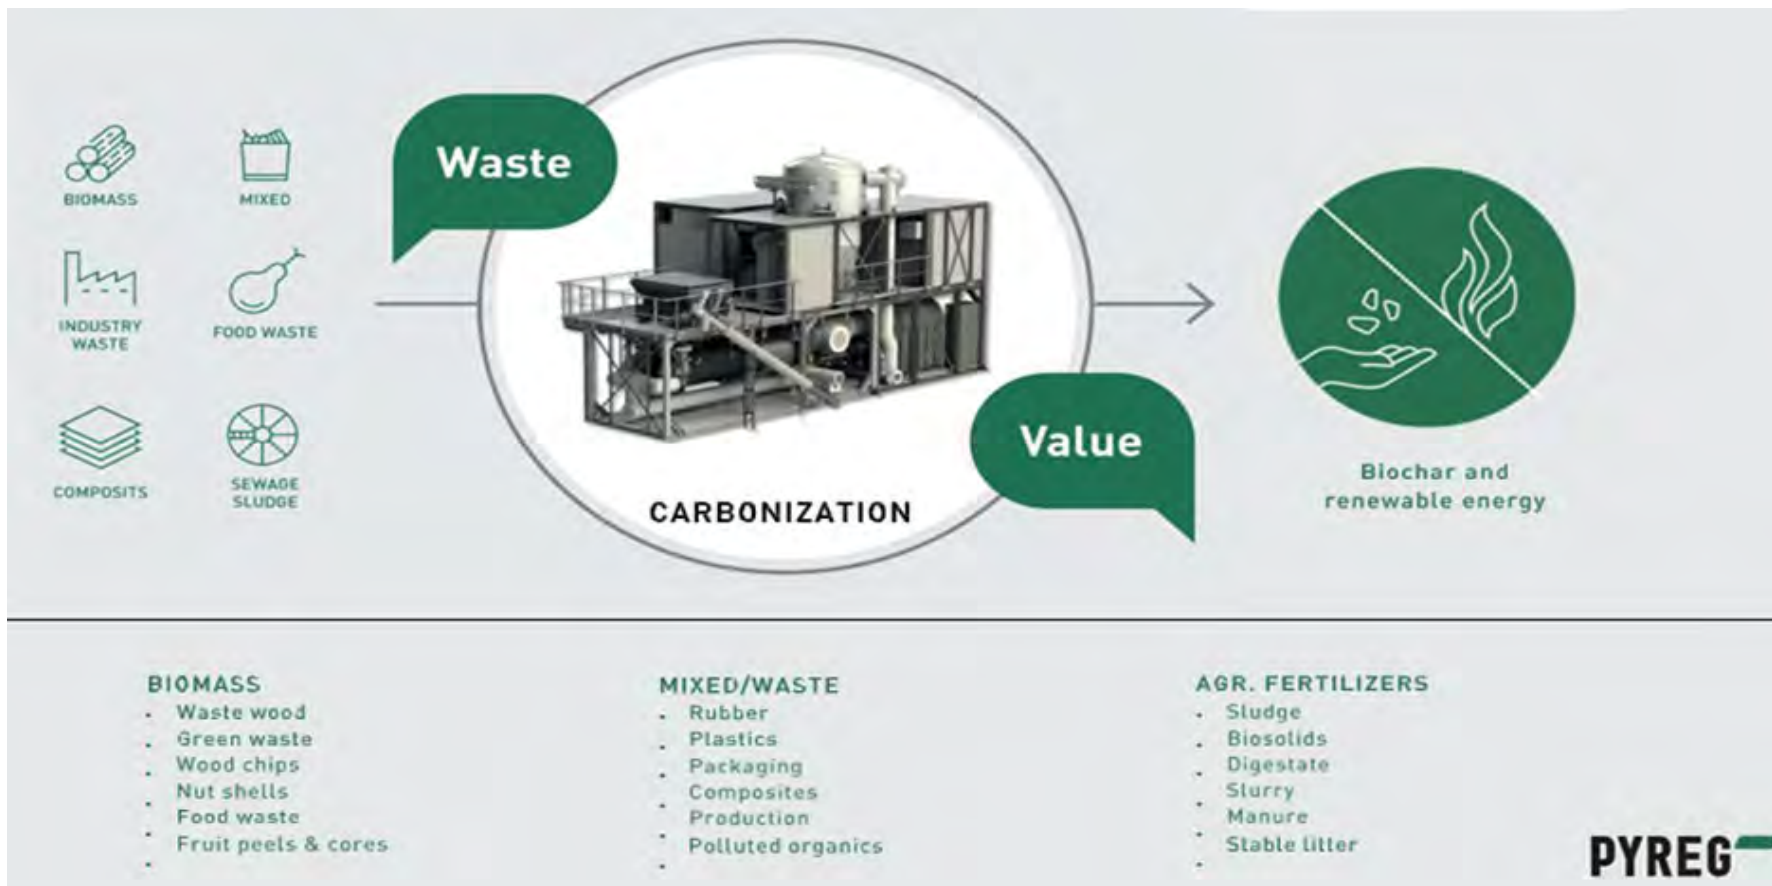 Waste
BIOMASS
MIXED
INDUSTRY
WASTE
FOOD WASTE
COMPOSITS
SEWAGE
SLUDGE
CARBONIZATION
Value
Biochar and
renewable energy
BIOMASS
. Waste wood
. Green waste
. Wood chips
. Nut shells
. Food waste
. Fruit peels & cores
.
MIXED/WASTE
. Rubber
. Plastics
. Packaging
. Composites
. Production
. Polluted organics
.
AGR. FERTILIZERS
. Sludge
. Biosolids
. Digestate
. Slurry
. Manure
. Stable litter
.
PYREG